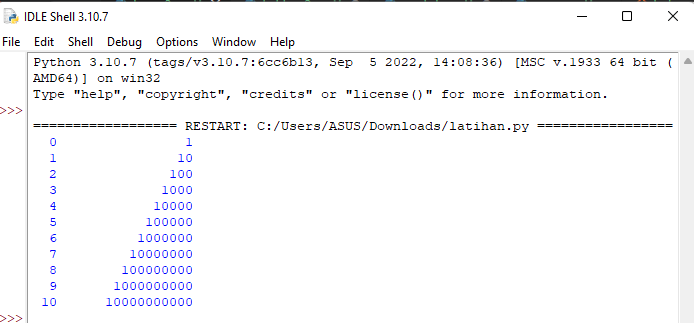 IDLE Shell 3.10.7
File Edit Shell Debug Options Window Help
Python 3.10.7 (tags/v3.10.7:6cc6b13, Sep  5 2022, 14:08:36) [MSC v.1933 64 bit (
AMD64)] on win32
Type "help", "copyright", "credits" or "license()" for more information.
>>>
================== RESTART: C:/Users/ASUS/Downloads/latihan.py =================
  0                1
  1               10
  2              100
  3             1000
  4            10000
  5           100000
  6          1000000
  7         10000000
  8        100000000
  9       1000000000
 10      10000000000
>>>